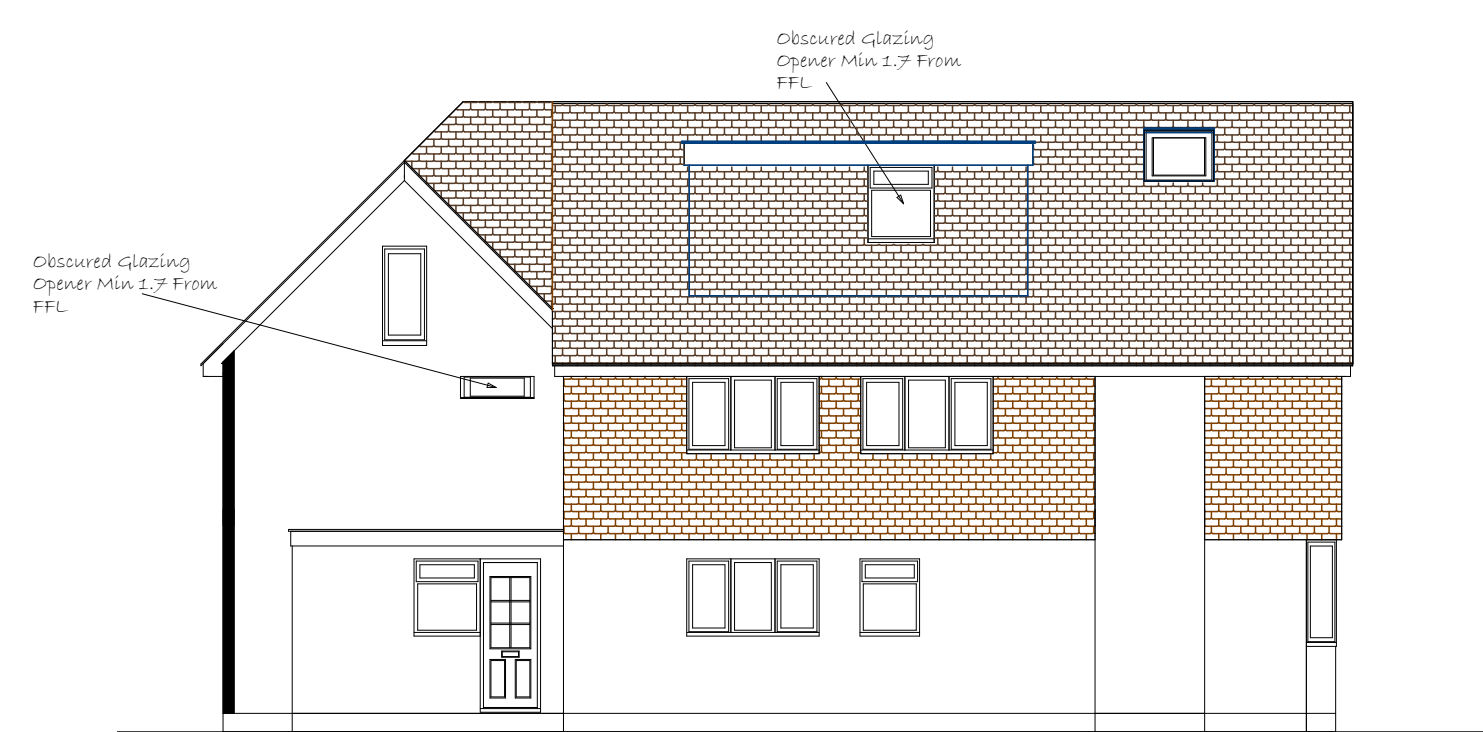 Obscured Glazing
Opener Min 1.7 From
FFL
Obscured Glazing
Opener Min 1.7 From
FFL